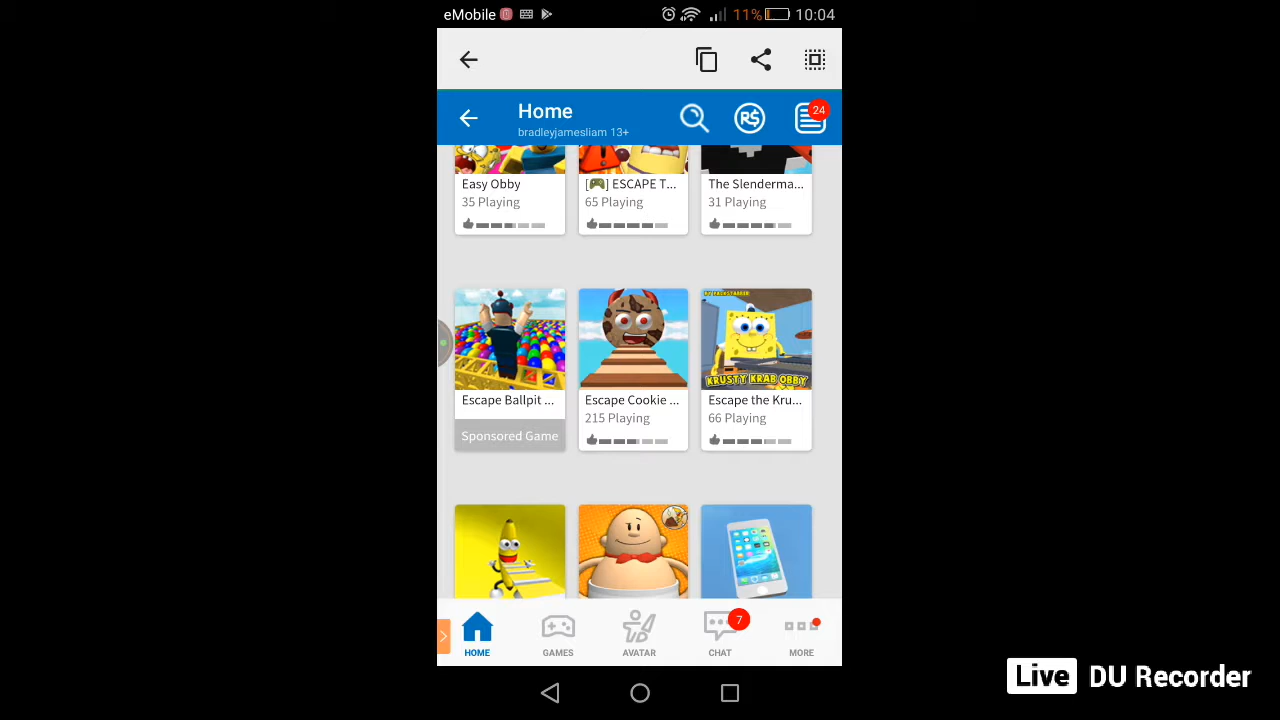 eMobile 11% 10:04
Home 24
bradleyjamesliam 13+
Easy Obby [🎮] ESCAPE T... The Slenderma...
35 Playing 65 Playing 31 Playing
KRUSTY KRAB OBBY
Escape Ballpit ... Escape Cookie ... Escape the Kru...
215 Playing 66 Playing
Sponsored Game
7
HOME GAMES AVATAR CHAT MORE
Live DU Recorder